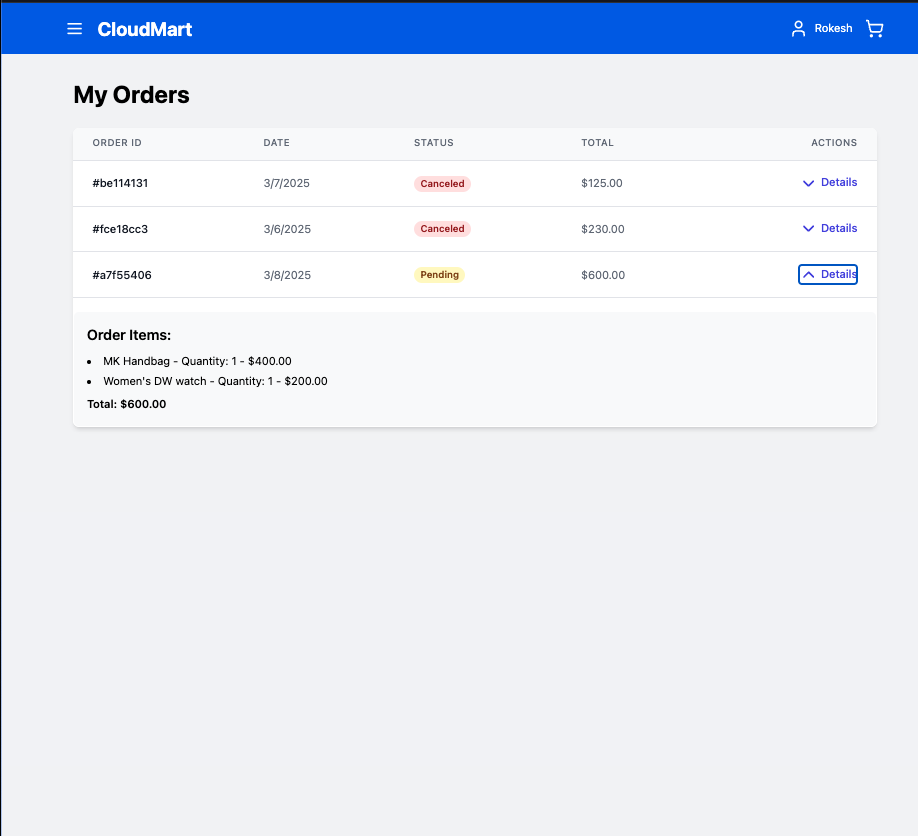 CloudMart Rokesh
My Orders
ORDER ID DATE STATUS TOTAL ACTIONS
#be114131 3/7/2025 Canceled $125.00 Details
#fce18cc3 3/6/2025 Canceled $230.00 Details
#a7f55406 3/8/2025 Pending $600.00 Details
Order Items:
• MK Handbag - Quantity: 1 - $400.00
• Women's DW watch - Quantity: 1 - $200.00
Total: $600.00